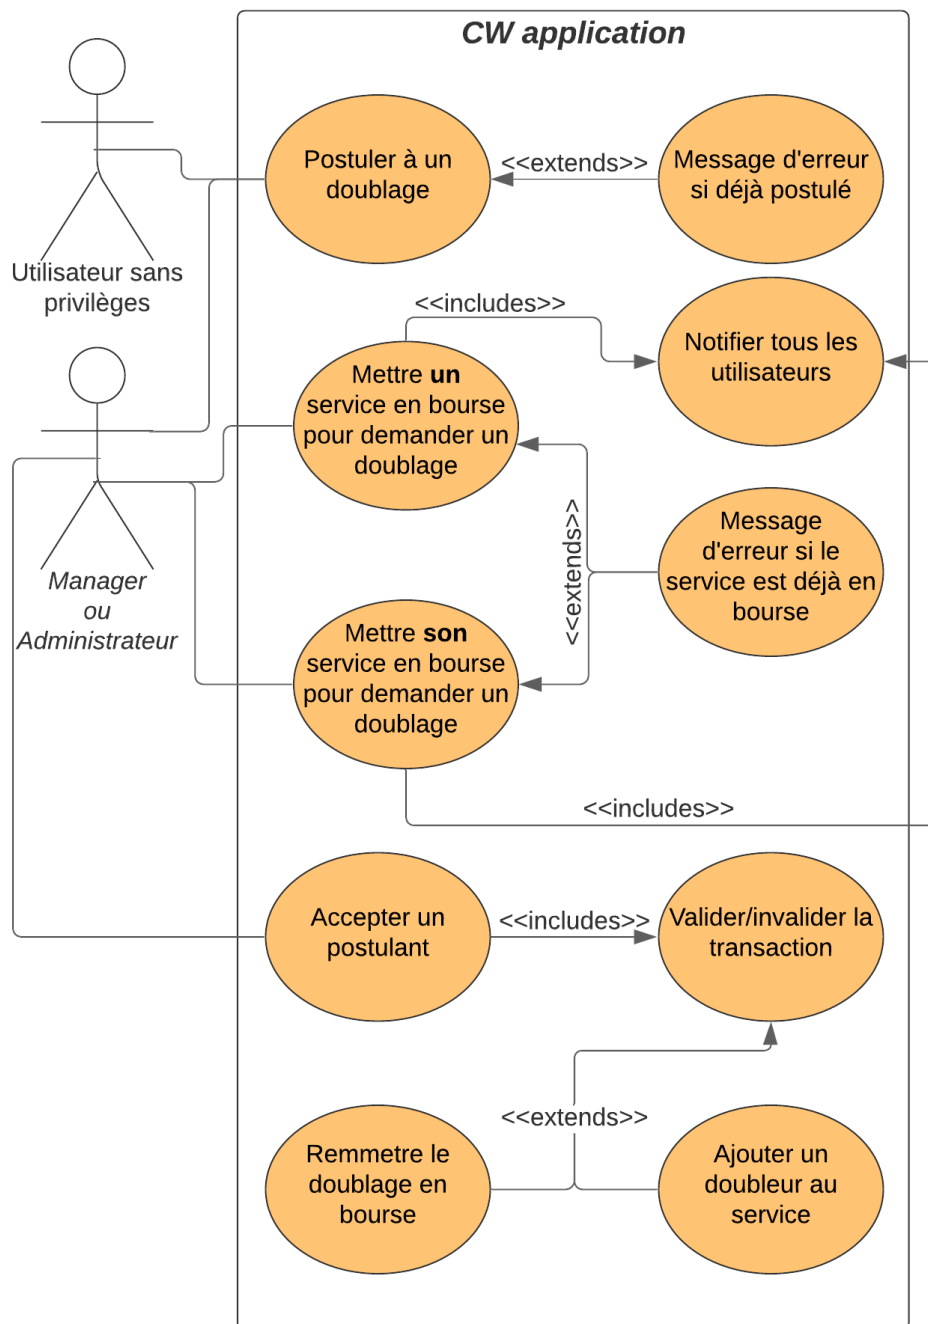 CW application
Postuler à un
doublage
<<extends>>
Message d'erreur
si déjà postulé
Utilisateur sans
privilèges
<<includes>>
Notifier tous les
utilisateurs
Mettre un
service en bourse
pour demander un
doublage
<<extends>>
Message
d'erreur si le
service est déjà en
bourse
Manager
ou
Administrateur
Mettre son
service en bourse
pour demander un
doublage
<<includes>>
Accepter un
postulant
<<includes>>
Valider/invalider la
transaction
<<extends>>
Remmetre le
doublage en
bourse
Ajouter un
doubleur au
service